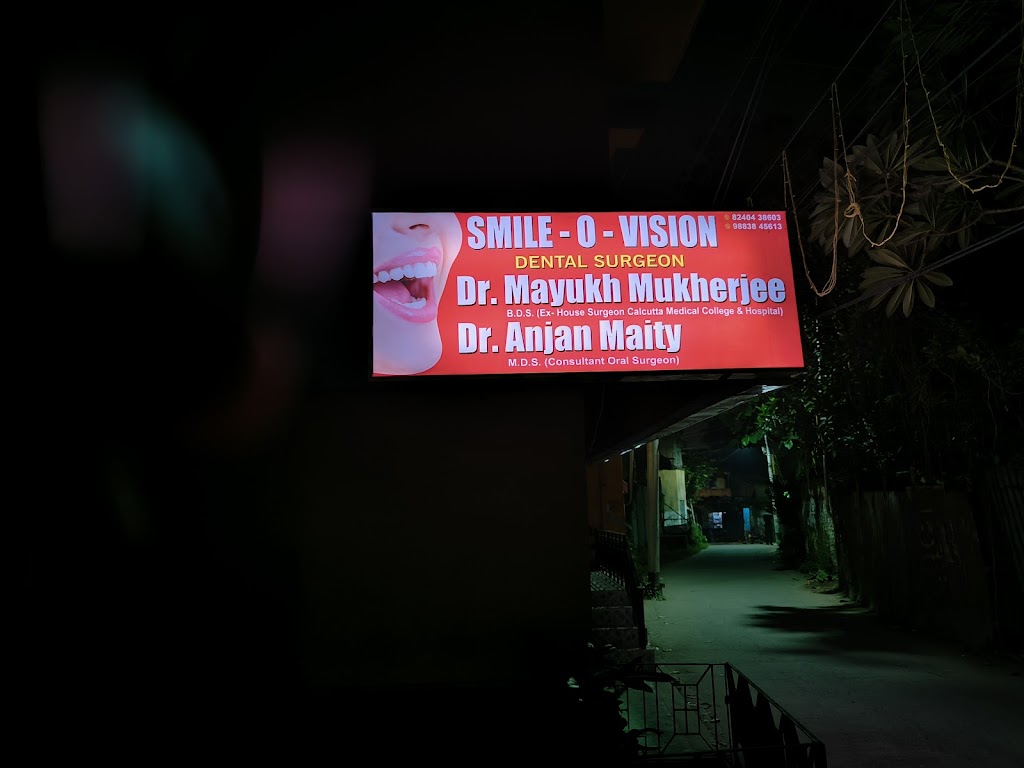 SMILE - O - VISION
82404 38603
98838 45613
DENTAL SURGEON
Dr. Mayukh Mukherjee
B.D.S. (Ex- House Surgeon Calcutta Medical College & Hospital)
Dr. Anjan Maity
M.D.S. (Consultant Oral Surgeon)